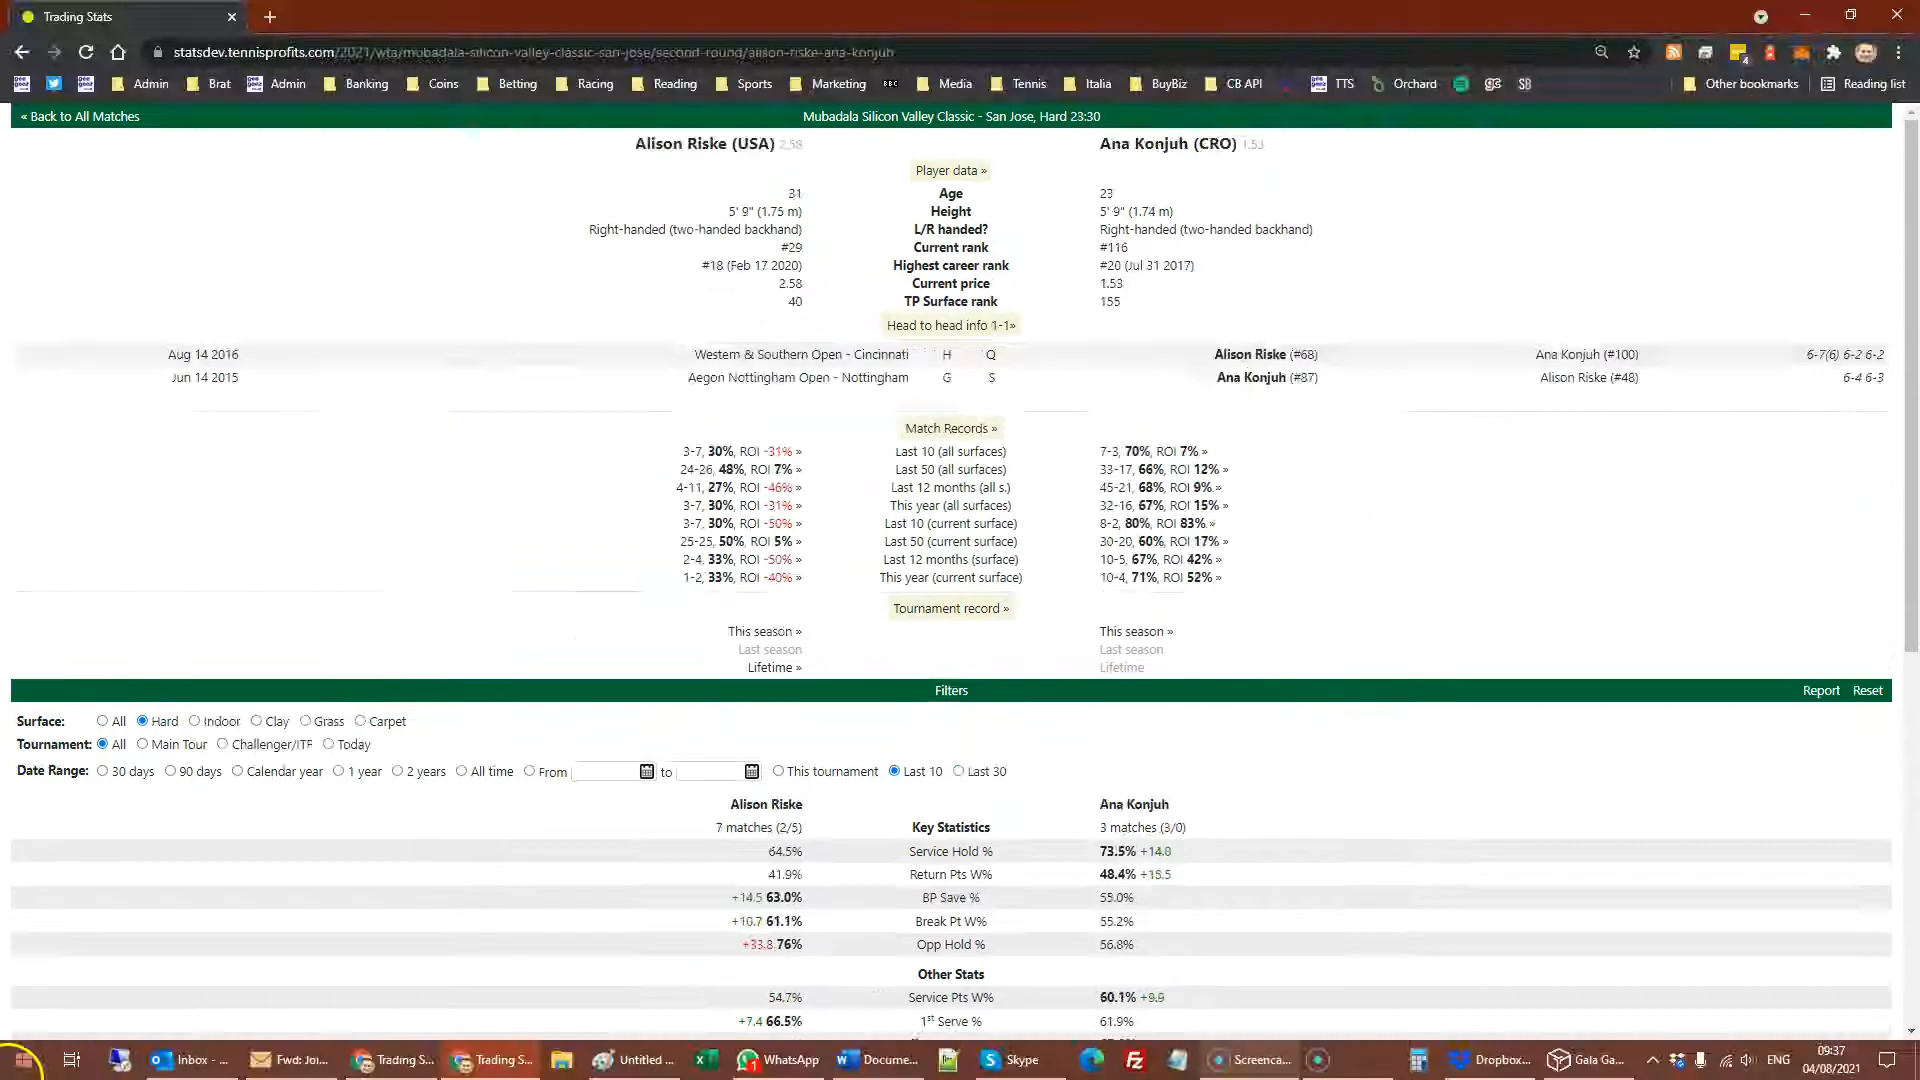 Trading Stats
statsdev.tennisprofits.com/2021/wta/mubadala-silicon-valley-classic-san-jose/second-round/alison-riske-ana-konjuh
Admin Brat Admin Banking Coins Betting Racing Reading Sports Marketing BBC Media Tennis Italia BuyBiz CB API TTS Orchard gc SB Other bookmarks Reading list
« Back to All Matches Mubadala Silicon Valley Classic - San Jose, Hard 23:30
Alison Riske (USA) 2.58 Ana Konjuh (CRO) 1.53
Player data »
31 Age 23
5' 9" (1.75 m) Height 5' 9" (1.74 m)
Right-handed (two-handed backhand) L/R handed? Right-handed (two-handed backhand)
#29 Current rank #116
#18 (Feb 17 2020) Highest career rank #20 (Jul 31 2017)
2.58 Current price 1.53
40 TP Surface rank 155
Head to head info 1-1»
Aug 14 2016 Western & Southern Open - Cincinnati H Q Alison Riske (#68) Ana Konjuh (#100) 6-7(6) 6-2 6-2
Jun 14 2015 Aegon Nottingham Open - Nottingham G S Ana Konjuh (#87) Alison Riske (#48) 6-4 6-3
Match Records »
3-7, 30%, ROI -31% » Last 10 (all surfaces) 7-3, 70%, ROI 7% »
24-26, 48%, ROI 7% » Last 50 (all surfaces) 33-17, 66%, ROI 12% »
4-11, 27%, ROI -46% » Last 12 months (all s.) 45-21, 68%, ROI 9% »
3-7, 30%, ROI -31% » This year (all surfaces) 32-16, 67%, ROI 15% »
3-7, 30%, ROI -50% » Last 10 (current surface) 8-2, 80%, ROI 83% »
25-25, 50%, ROI 5% » Last 50 (current surface) 30-20, 60%, ROI 17% »
2-4, 33%, ROI -50% » Last 12 months (surface) 10-5, 67%, ROI 42% »
1-2, 33%, ROI -40% » This year (current surface) 10-4, 71%, ROI 52% »
Tournament record »
This season » This season »
Last season Last season
Lifetime » Lifetime
Filters Report Reset
Surface: All Hard Indoor Clay Grass Carpet
Tournament: All Main Tour Challenger/ITF Today
Date Range: 30 days 90 days Calendar year 1 year 2 years All time From to This tournament Last 10 Last 30
Alison Riske Ana Konjuh
7 matches (2/5) Key Statistics 3 matches (3/0)
64.5% Service Hold % 73.5% +14.0
41.9% Return Pts W% 48.4% +15.5
+14.5 63.0% BP Save % 55.0%
+10.7 61.1% Break Pt W% 55.2%
+33.8 76% Opp Hold % 56.8%
Other Stats
54.7% Service Pts W% 60.1% +9.9
+7.4 66.5% 1st Serve % 61.9%
Inbox - ... Fwd: Joi... Trading S... Trading S... Untitled ... WhatsApp Docume... Skype Screenca... Dropbox... Gala Ga... ENG 09:37
04/08/2021